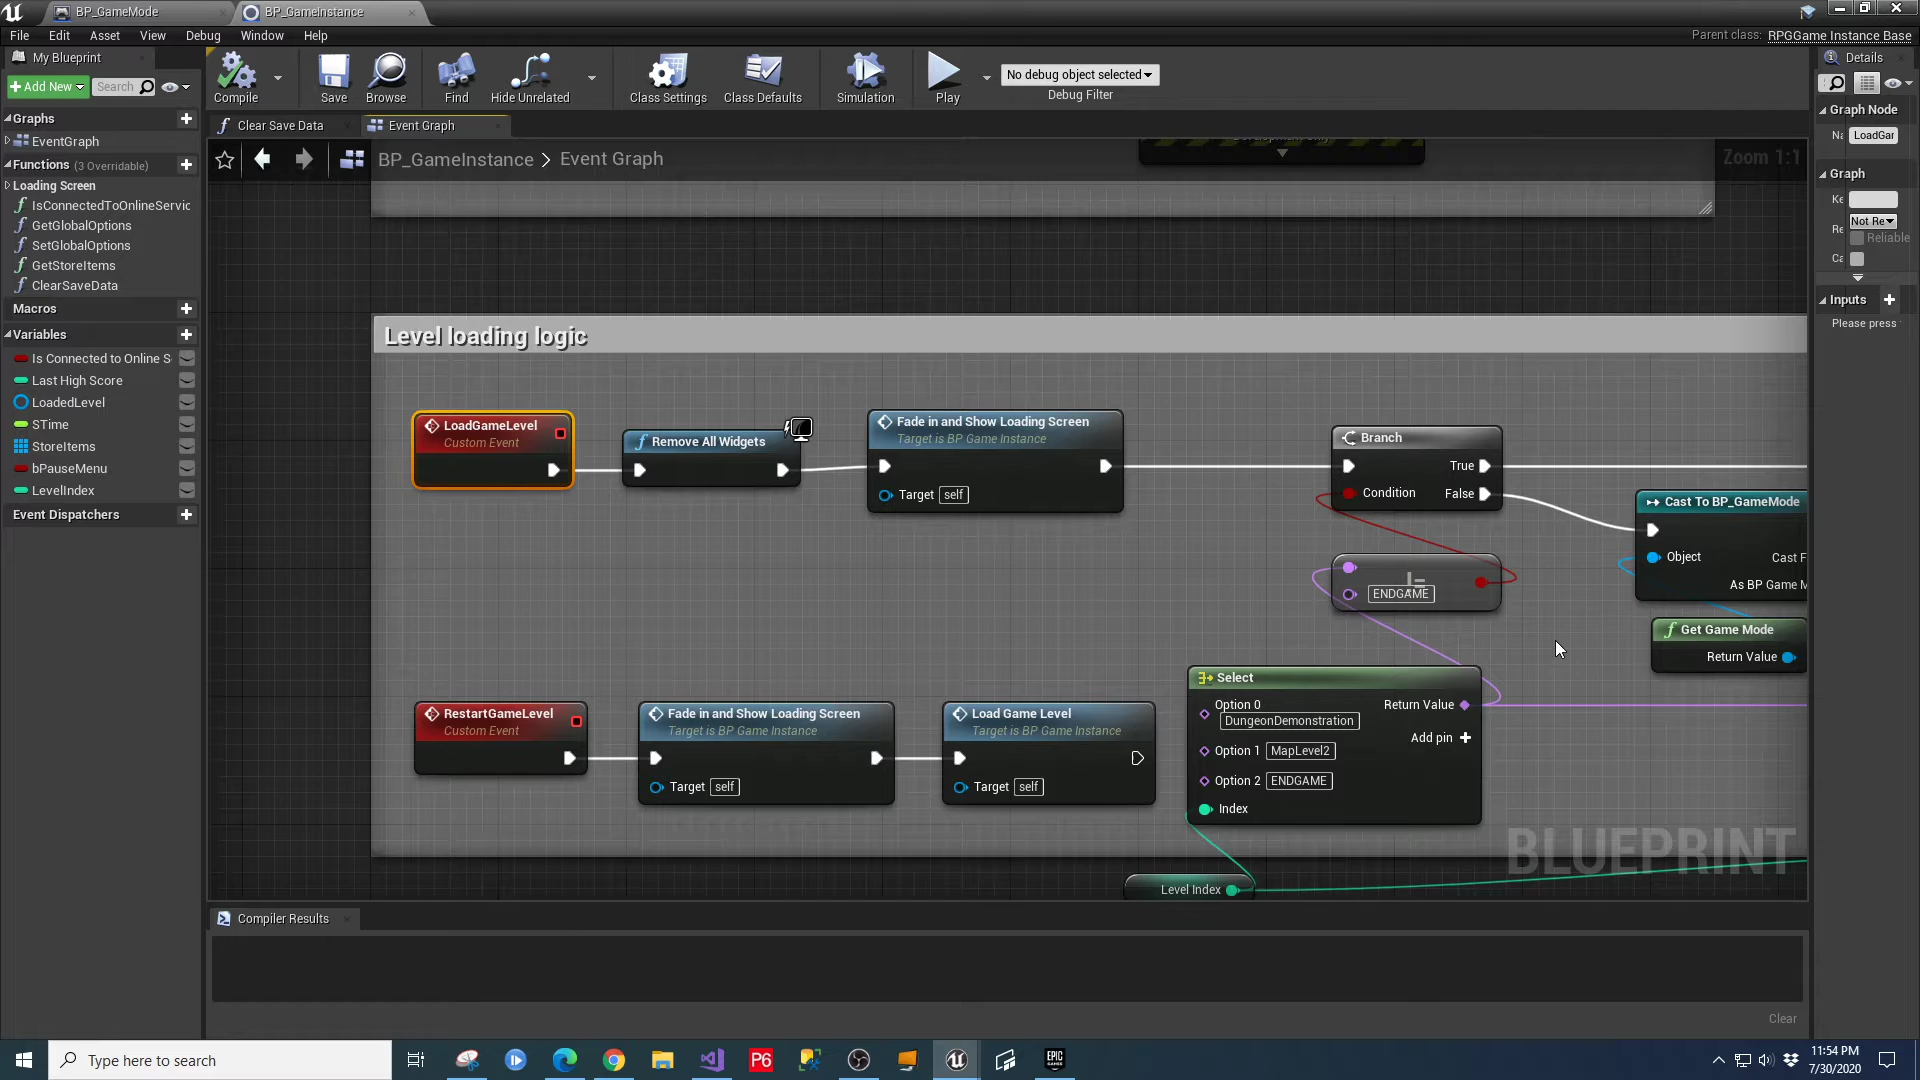 BP_GameMode
BP_GameInstance
File
Edit
Asset
View
Debug
Window
Help
Parent class: RPGGame Instance Base
My Blueprint
Add New
Search
Compile
Save
Browse
Find
Hide Unrelated
Class Settings
Class Defaults
Simulation
Play
No debug object selected
Debug Filter
Details
Graphs
EventGraph
Functions (3 Overridable)
Loading Screen
IsConnectedToOnlineServic
GetGlobalOptions
SetGlobalOptions
GetStoreItems
ClearSaveData
Macros
Variables
Is Connected to Online S
Last High Score
LoadedLevel
STime
StoreItems
bPauseMenu
LevelIndex
Event Dispatchers
Clear Save Data
Event Graph
BP_GameInstance > Event Graph
Zoom 1:1
Level loading logic
LoadGameLevel
Custom Event
Remove All Widgets
Fade in and Show Loading Screen
Target is BP Game Instance
Target self
Branch
True
Condition
False
!=
ENDGAME
Cast To BP_GameMode
Object
Cast F
As BP Game M
Get Game Mode
Return Value
RestartGameLevel
Custom Event
Fade in and Show Loading Screen
Target is BP Game Instance
Target self
Load Game Level
Target is BP Game Instance
Target self
Select
Option 0
DungeonDemonstration
Return Value
Add pin
Option 1 MapLevel2
Option 2 ENDGAME
Index
Level Index
BLUEPRINT
Graph Node
Na
LoadGar
Graph
Ke
Not Re
Re
Reliable
Ca
Inputs
Please press
Compiler Results
Clear
Type here to search
P6
EPIC
GAMES
11:54 PM
7/30/2020